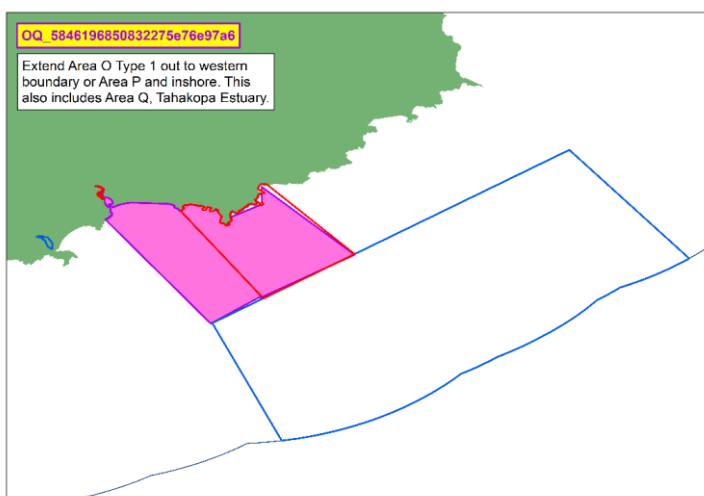 OQ_5846196850832275e76e97a6
Extend Area O Type 1 out to western
boundary or Area P and inshore. This
also includes Area Q, Tahakopa Estuary.